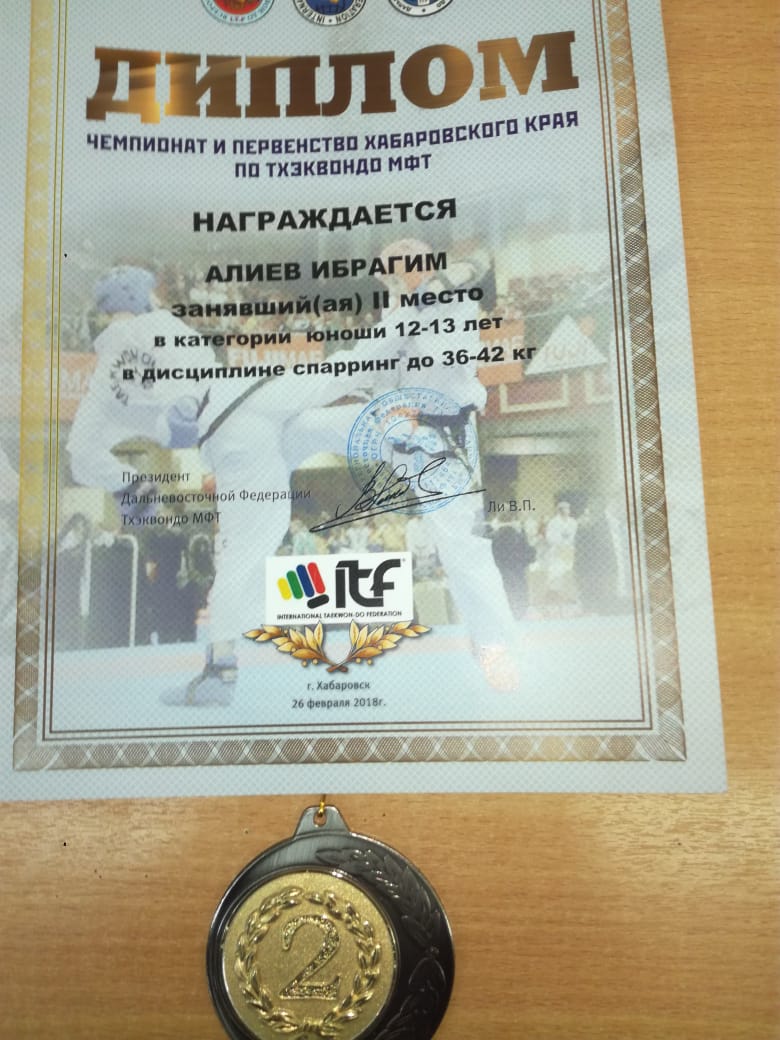 ДИПЛОМ
ЧЕМПИОНАТ И ПЕРВЕНСТВО ХАБАРОВСКОГО КРАЯ
ПО ТХЭКВОНДО МФТ
НАГРАЖДАЕТСЯ
АЛИЕВ ИБРАГИМ
занявший(ая) II место
в категории юноши 12-13 лет
в дисциплине спарринг до 36-42 кг
Президент
Дальневосточной Федерации
Тхэквондо МФТ
Ли В.П.
itf
INTERNATIONAL TAEKWON-DO FEDERATION
г. Хабаровск
26 февраля 2018г.
2